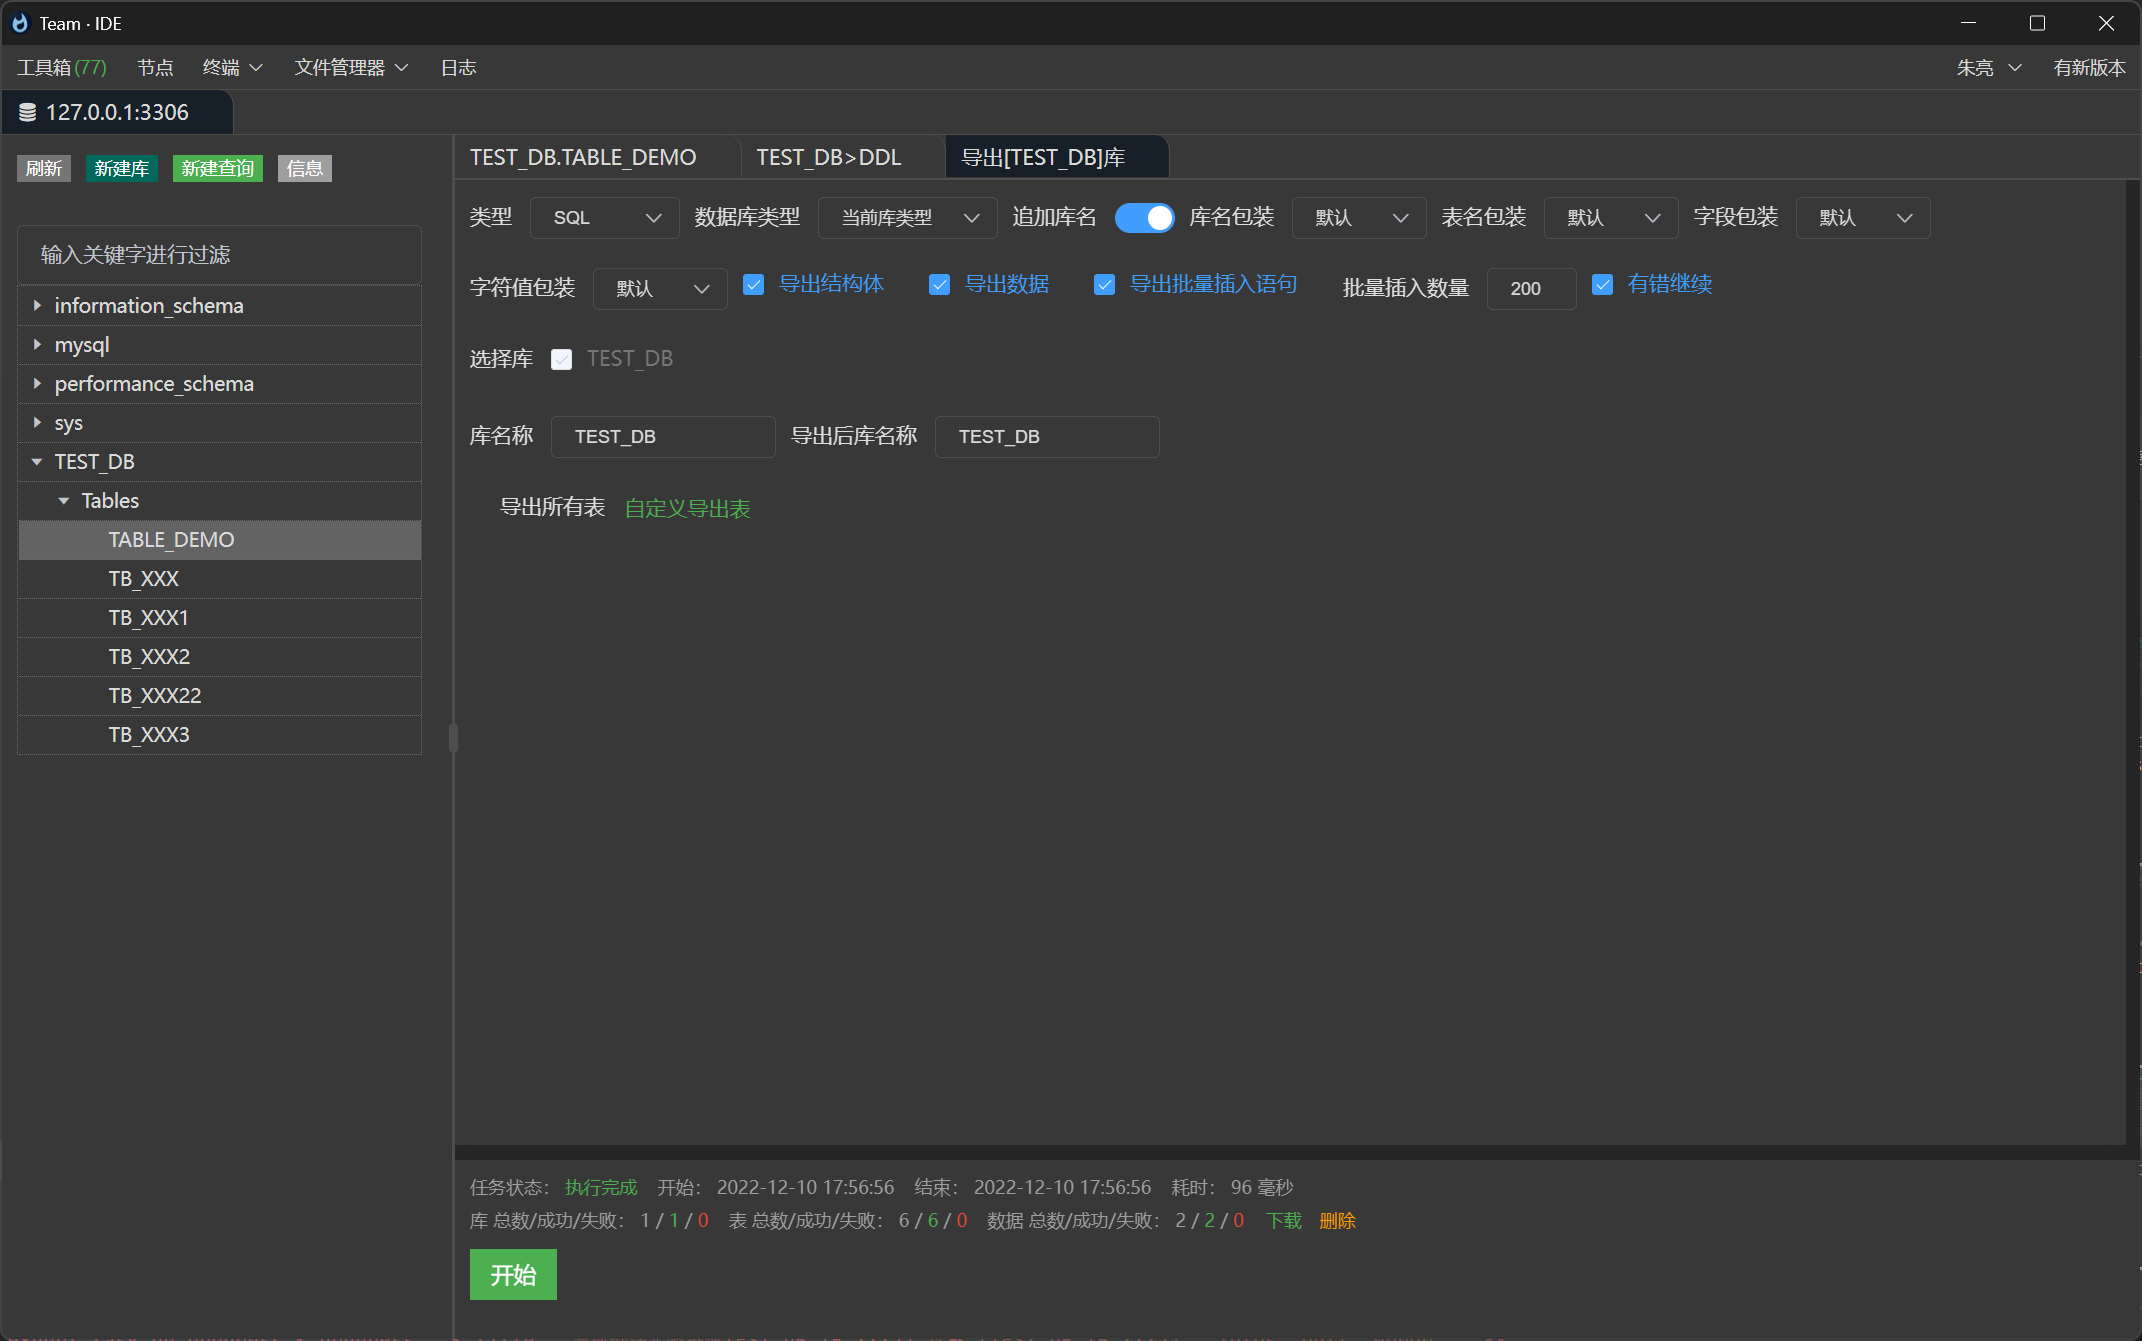 Team · IDE
工具箱(77) 节点 终端 文件管理器 日志 朱亮 有新版本
127.0.0.1:3306
刷新 新建库 新建查询 信息
输入关键字进行过滤
information_schema
mysql
performance_schema
sys
TEST_DB
Tables
TABLE_DEMO
TB_XXX
TB_XXX1
TB_XXX2
TB_XXX22
TB_XXX3
TEST_DB.TABLE_DEMO TEST_DB>DDL 导出[TEST_DB]库
类型 SQL 数据库类型 当前库类型 追加库名 库名包装 默认 表名包装 默认 字段包装 默认
字符值包装 默认 导出结构体 导出数据 导出批量插入语句 批量插入数量 200 有错继续
选择库 TEST_DB
库名称 TEST_DB 导出后库名称 TEST_DB
导出所有表 自定义导出表
任务状态： 执行完成 开始： 2022-12-10 17:56:56 结束： 2022-12-10 17:56:56 耗时： 96 毫秒
库 总数/成功/失败： 1 / 1 / 0 表 总数/成功/失败： 6 / 6 / 0 数据 总数/成功/失败： 2 / 2 / 0 下载 删除
开始